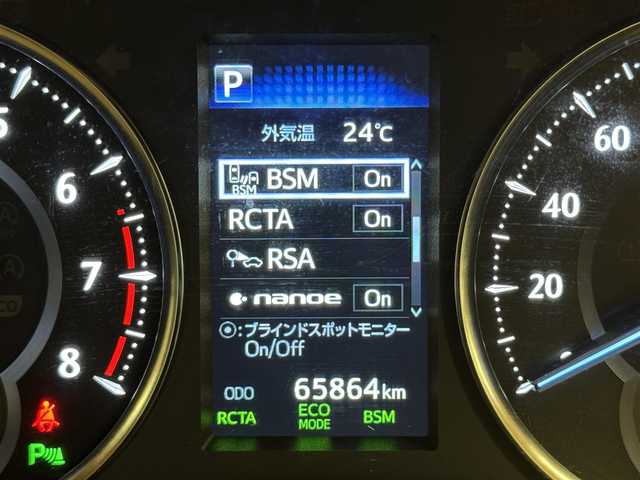 P
外気温 24℃
BSM BSM On
RCTA On
RSA
nanoe On
:ブラインドスポットモニター
On/Off
ODO 65864km
RCTA ECO MODE BSM
5
6
7
8
P
60
40
20